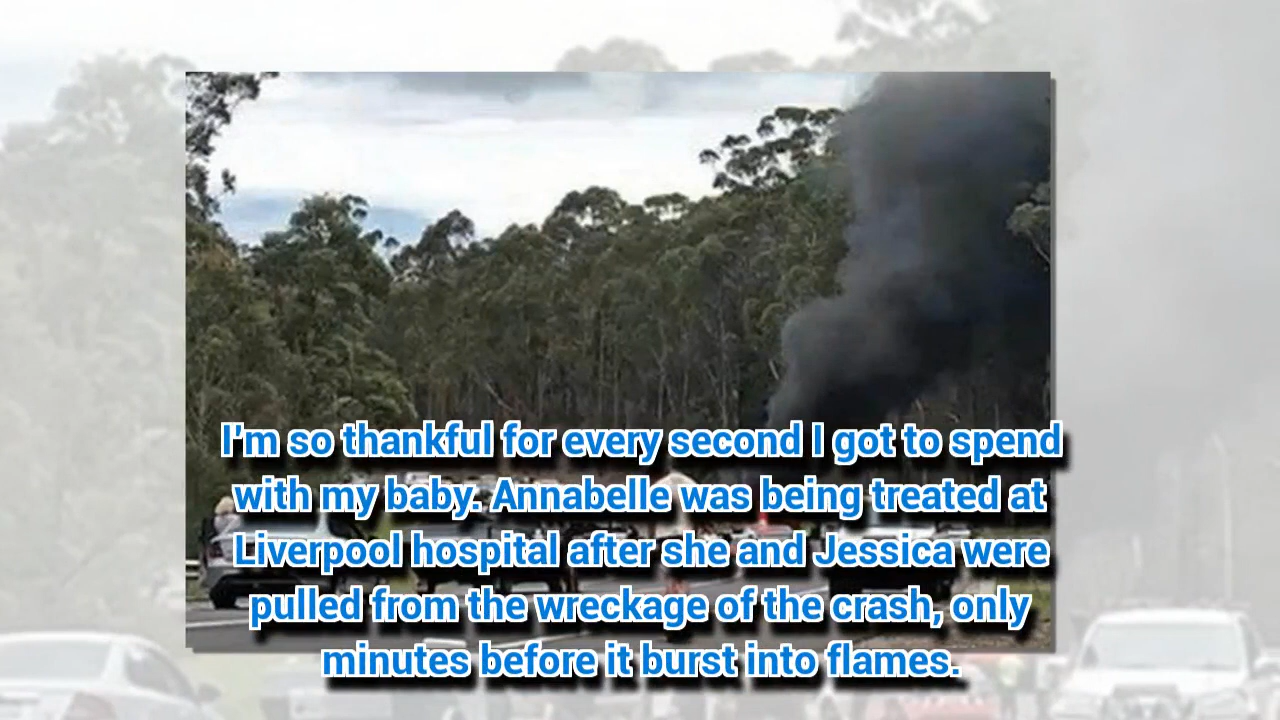 I'm so thankful for every second I got to spend
with my baby. Annabelle was being treated at
Liverpool hospital after she and Jessica were
pulled from the wreckage of the crash, only
minutes before it burst into flames.